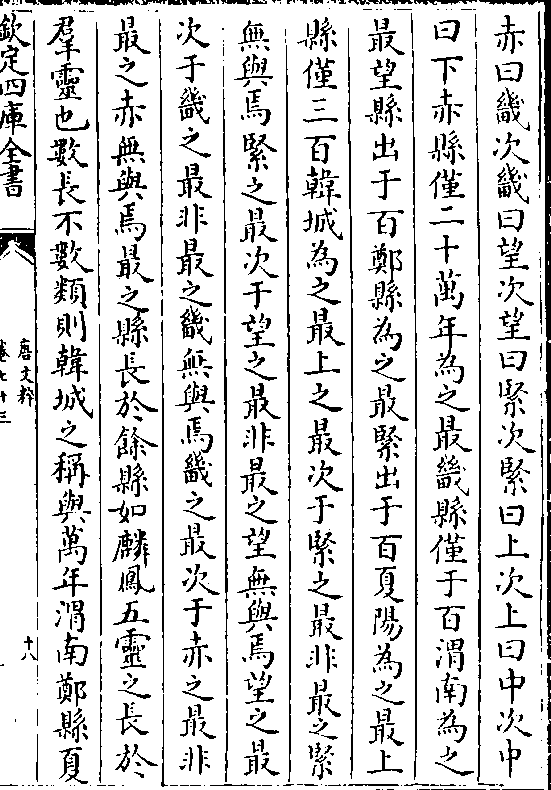 赤曰畿次畿曰望次望曰緊次緊曰上次上曰中次中
曰下赤縣僅二十萬年為之最畿縣僅于百渭南為之
最望縣出于百鄭縣為之最緊出于百夏陽為之最上
縣僅三百韓城為之最上之最次于緊之最非最之緊
無與焉緊之最次于望之最非最之望無與焉望之最
次于畿之最非最之畿無與焉畿之最次于赤之最非
最之赤無與焉最之縣長於餘縣如麟鳳五靈之長於
羣靈也數長不數類則韓城之稱與萬年渭南鄭縣夏
欽定四庫全書
唐文粹
卷七十三
十八